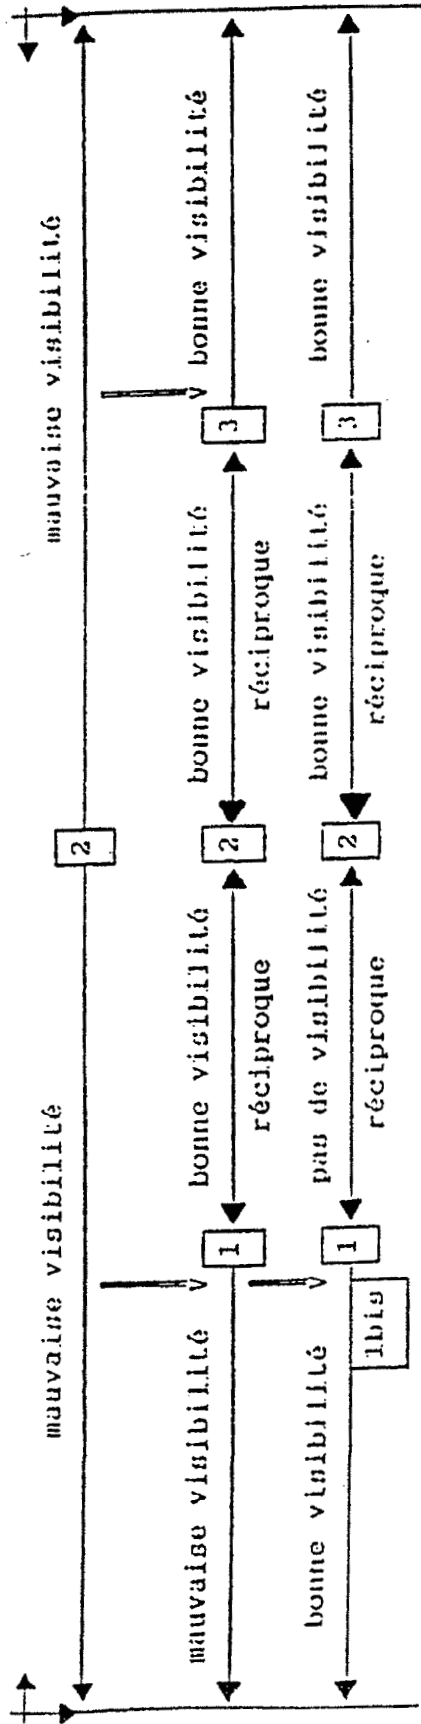 mauvaise visibilité
2
mauvaise visibilité
mauvaise visibilité
1
bonne visibilité
réciproque
2
bonne visibilité
réciproque
3
bonne visibilité
bonne visibilité
1bis
1
pas de visibilité
réciproque
2
bonne visibilité
réciproque
3
bonne visibilité